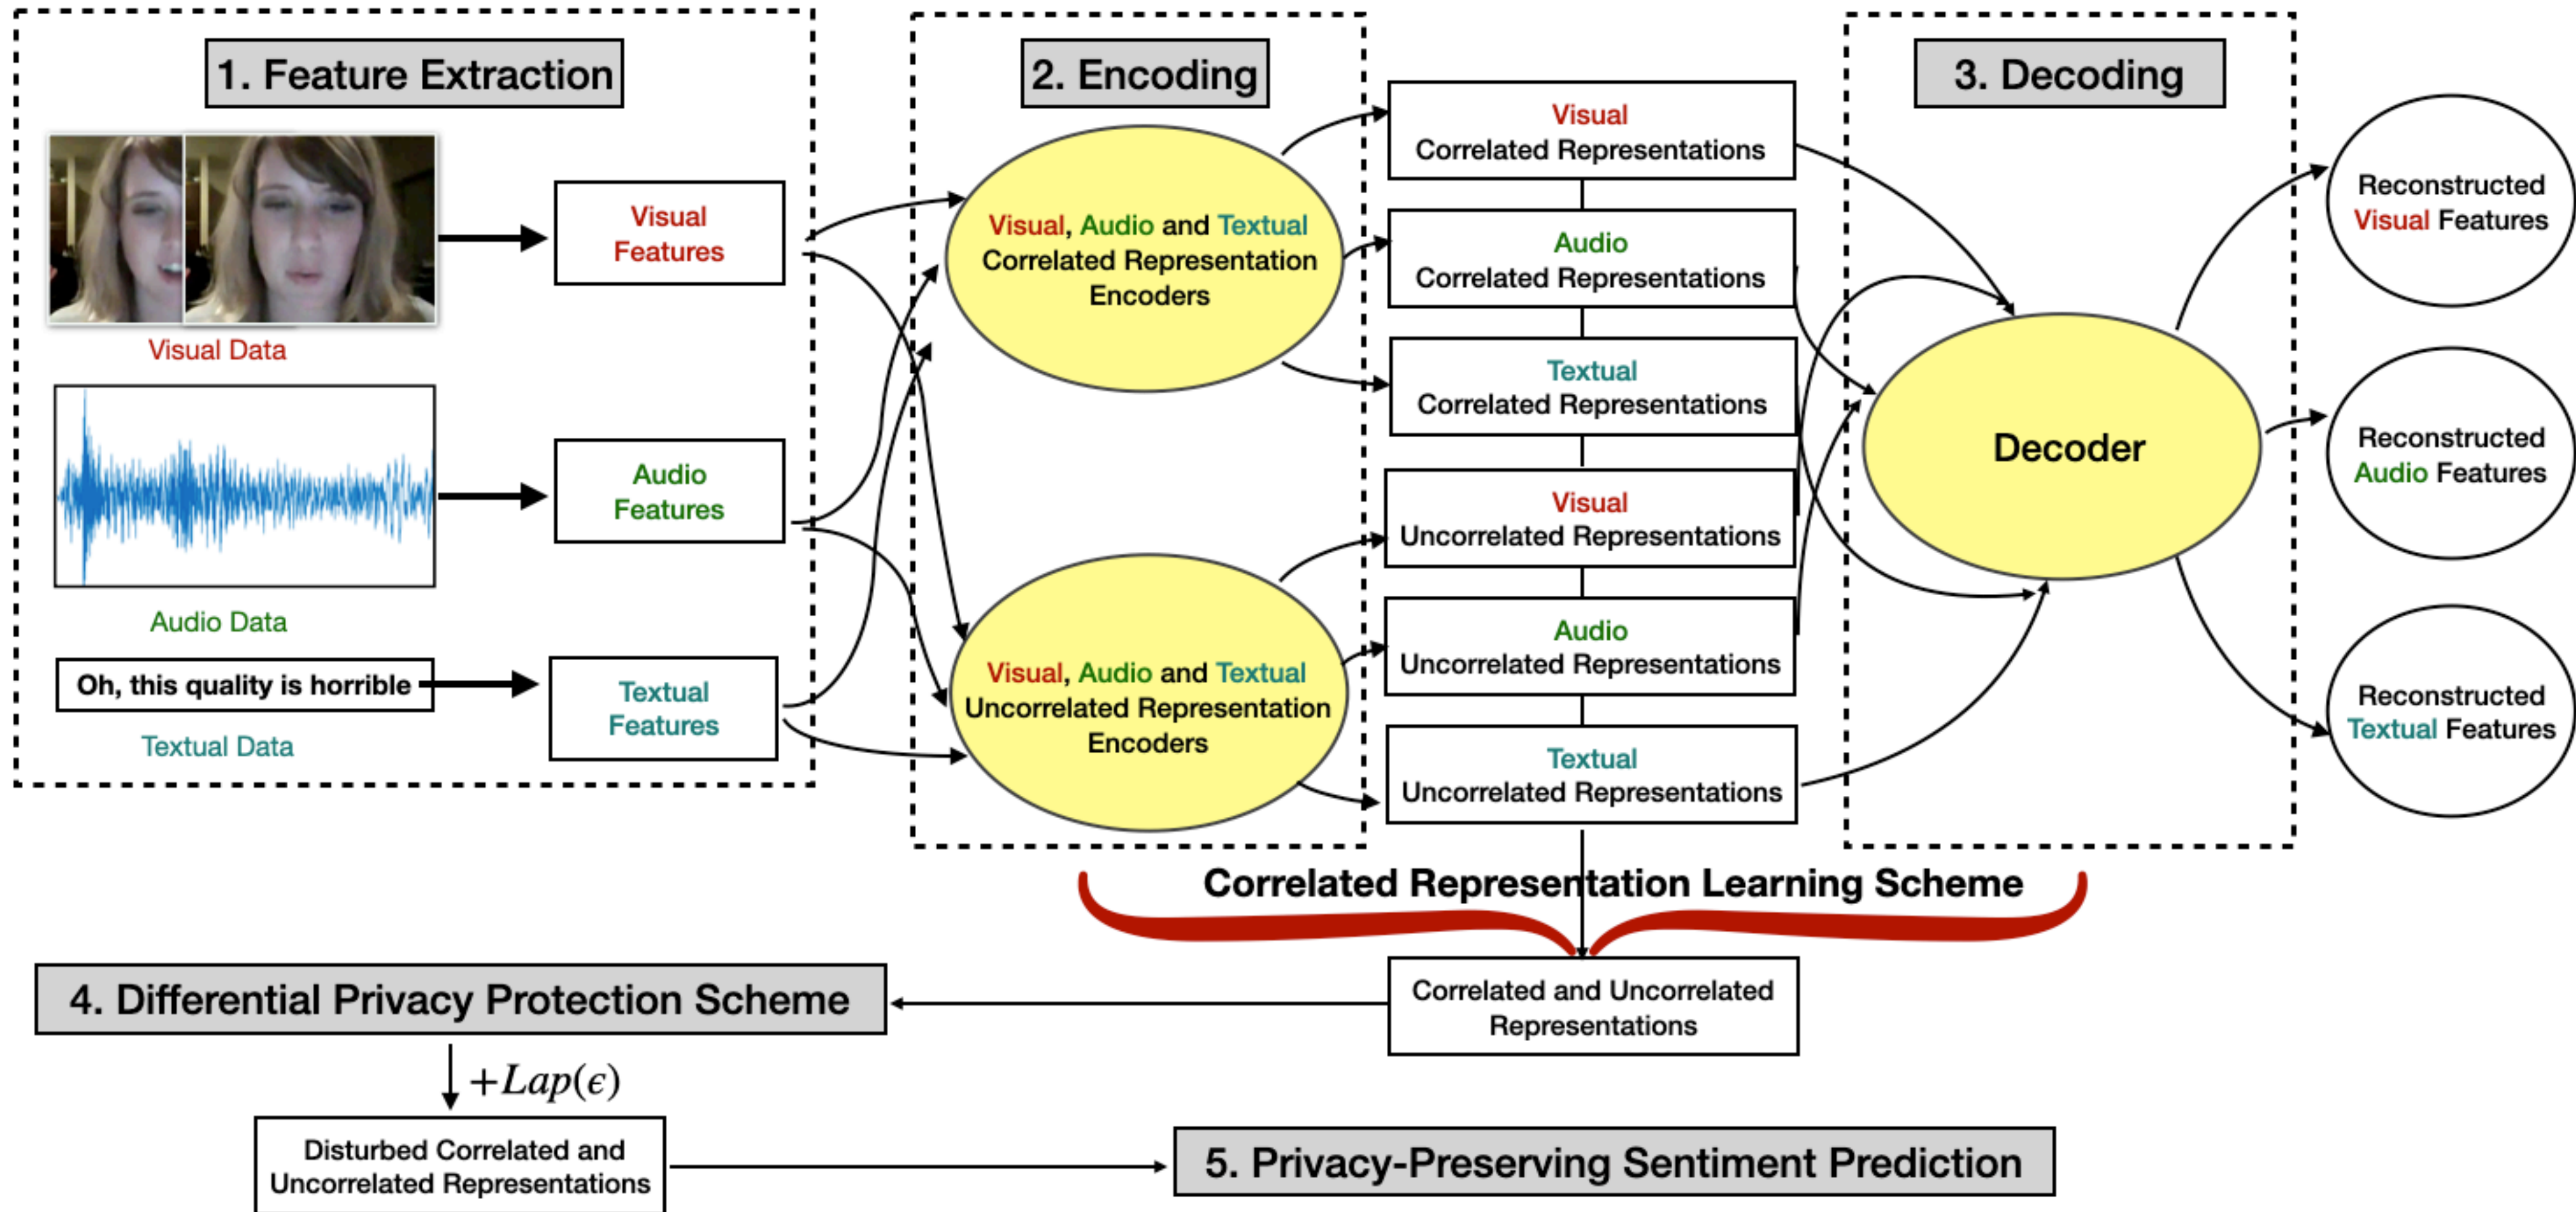 1. Feature Extraction
Visual
Features
Visual Data
Audio
Features
Audio Data
Oh, this quality is horrible
Textual
Features
Textual Data
2. Encoding
Visual, Audio and Textual
Correlated Representation
Encoders
Visual, Audio and Textual
Uncorrelated Representation
Encoders
Visual
Correlated Representations
Audio
Correlated Representations
Textual
Correlated Representations
Visual
Uncorrelated Representations
Audio
Uncorrelated Representations
Textual
Uncorrelated Representations
3. Decoding
Decoder
Reconstructed
Visual Features
Reconstructed
Audio Features
Reconstructed
Textual Features
Correlated Representation Learning Scheme
Correlated and Uncorrelated
Representations
4. Differential Privacy Protection Scheme
+Lap(ϵ)
Disturbed Correlated and
Uncorrelated Representations
5. Privacy-Preserving Sentiment Prediction